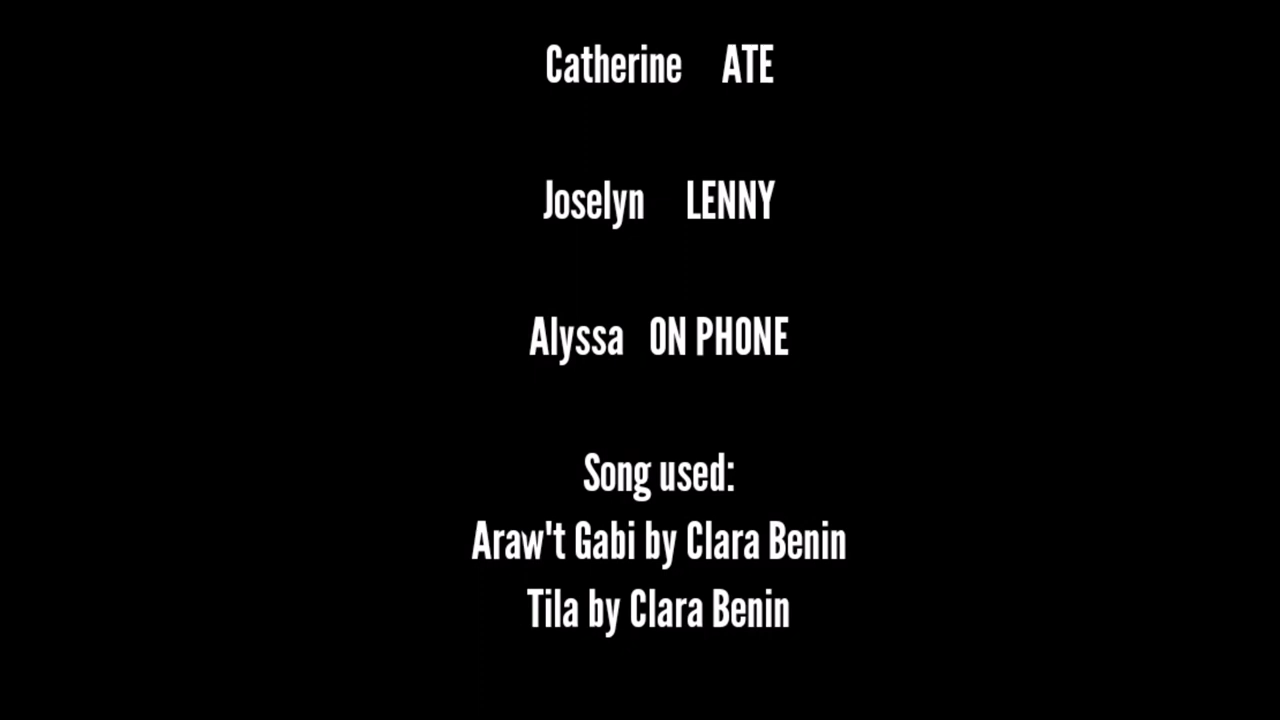 Catherine ATE
Joselyn LENNY
Alyssa ON PHONE
Song used:
Araw't Gabi by Clara Benin
Tila by Clara Benin